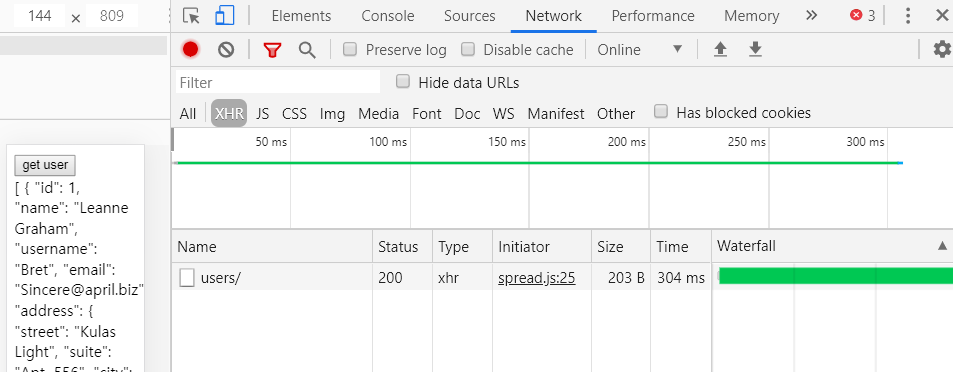 144 × 809
Elements Console Sources Network Performance Memory » 3
Preserve log Disable cache Online
Filter Hide data URLs
All XHR JS CSS Img Media Font Doc WS Manifest Other Has blocked cookies
50 ms 100 ms 150 ms 200 ms 250 ms 300 ms
get user
[ { "id": 1,
"name": "Leanne
Graham",
"username":
"Bret", "email":
"Sincere@april.biz"
"address": {
"street": "Kulas
Light", "suite":
"Apt. 556", "city":
Name Status Type Initiator Size Time Waterfall
users/ 200 xhr spread.js:25 203 B 304 ms